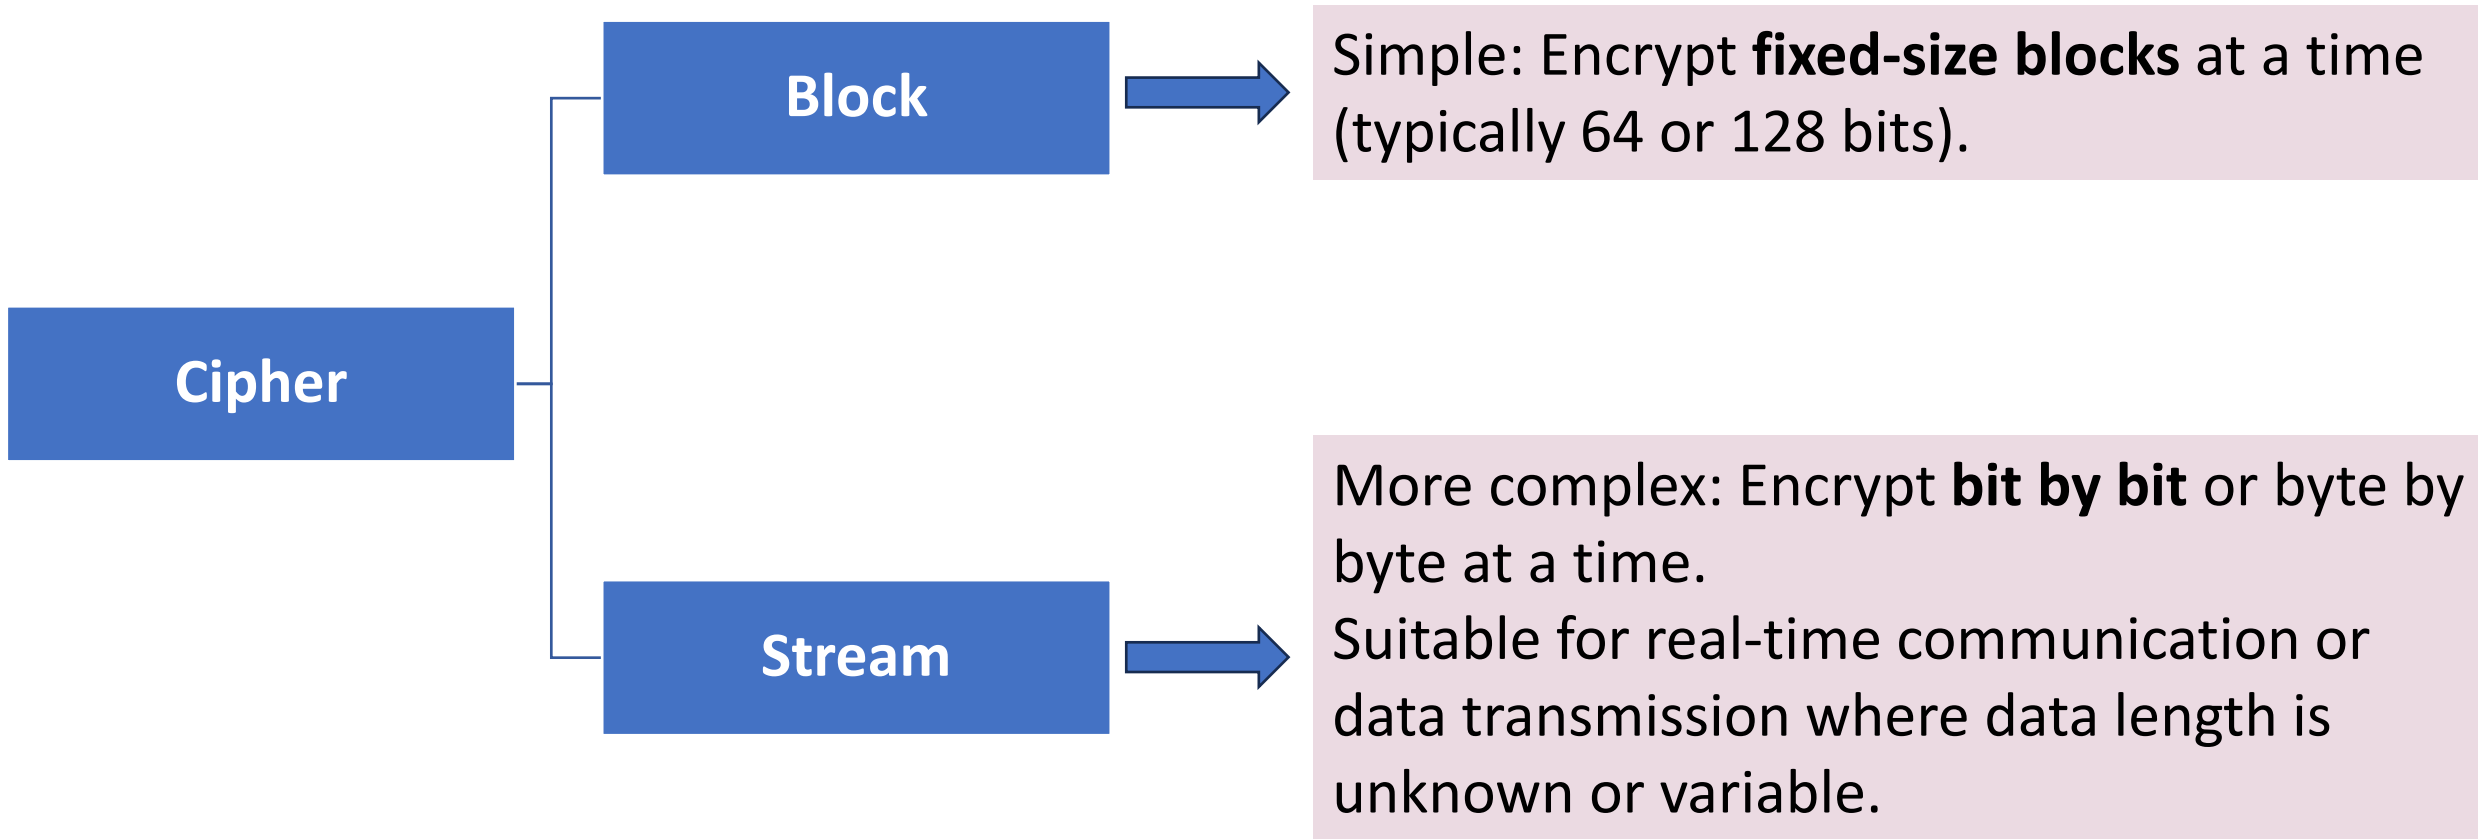 Block
Simple: Encrypt fixed-size blocks at a time
(typically 64 or 128 bits).
Cipher
Stream
More complex: Encrypt bit by bit or byte by
byte at a time.
Suitable for real-time communication or
data transmission where data length is
unknown or variable.